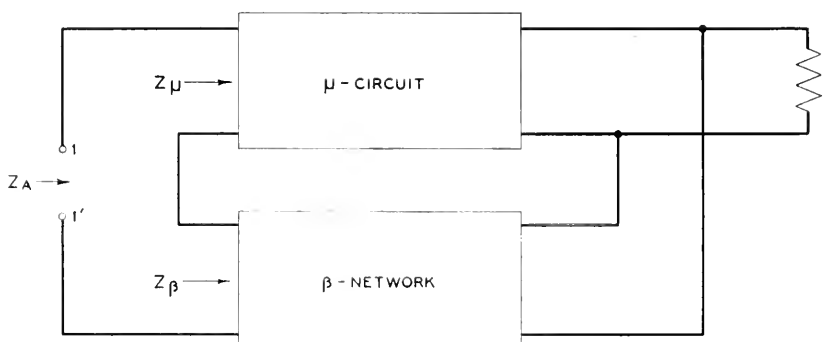 Zμ
μ-CIRCUIT
1
ZA
1'
Zβ
β-NETWORK